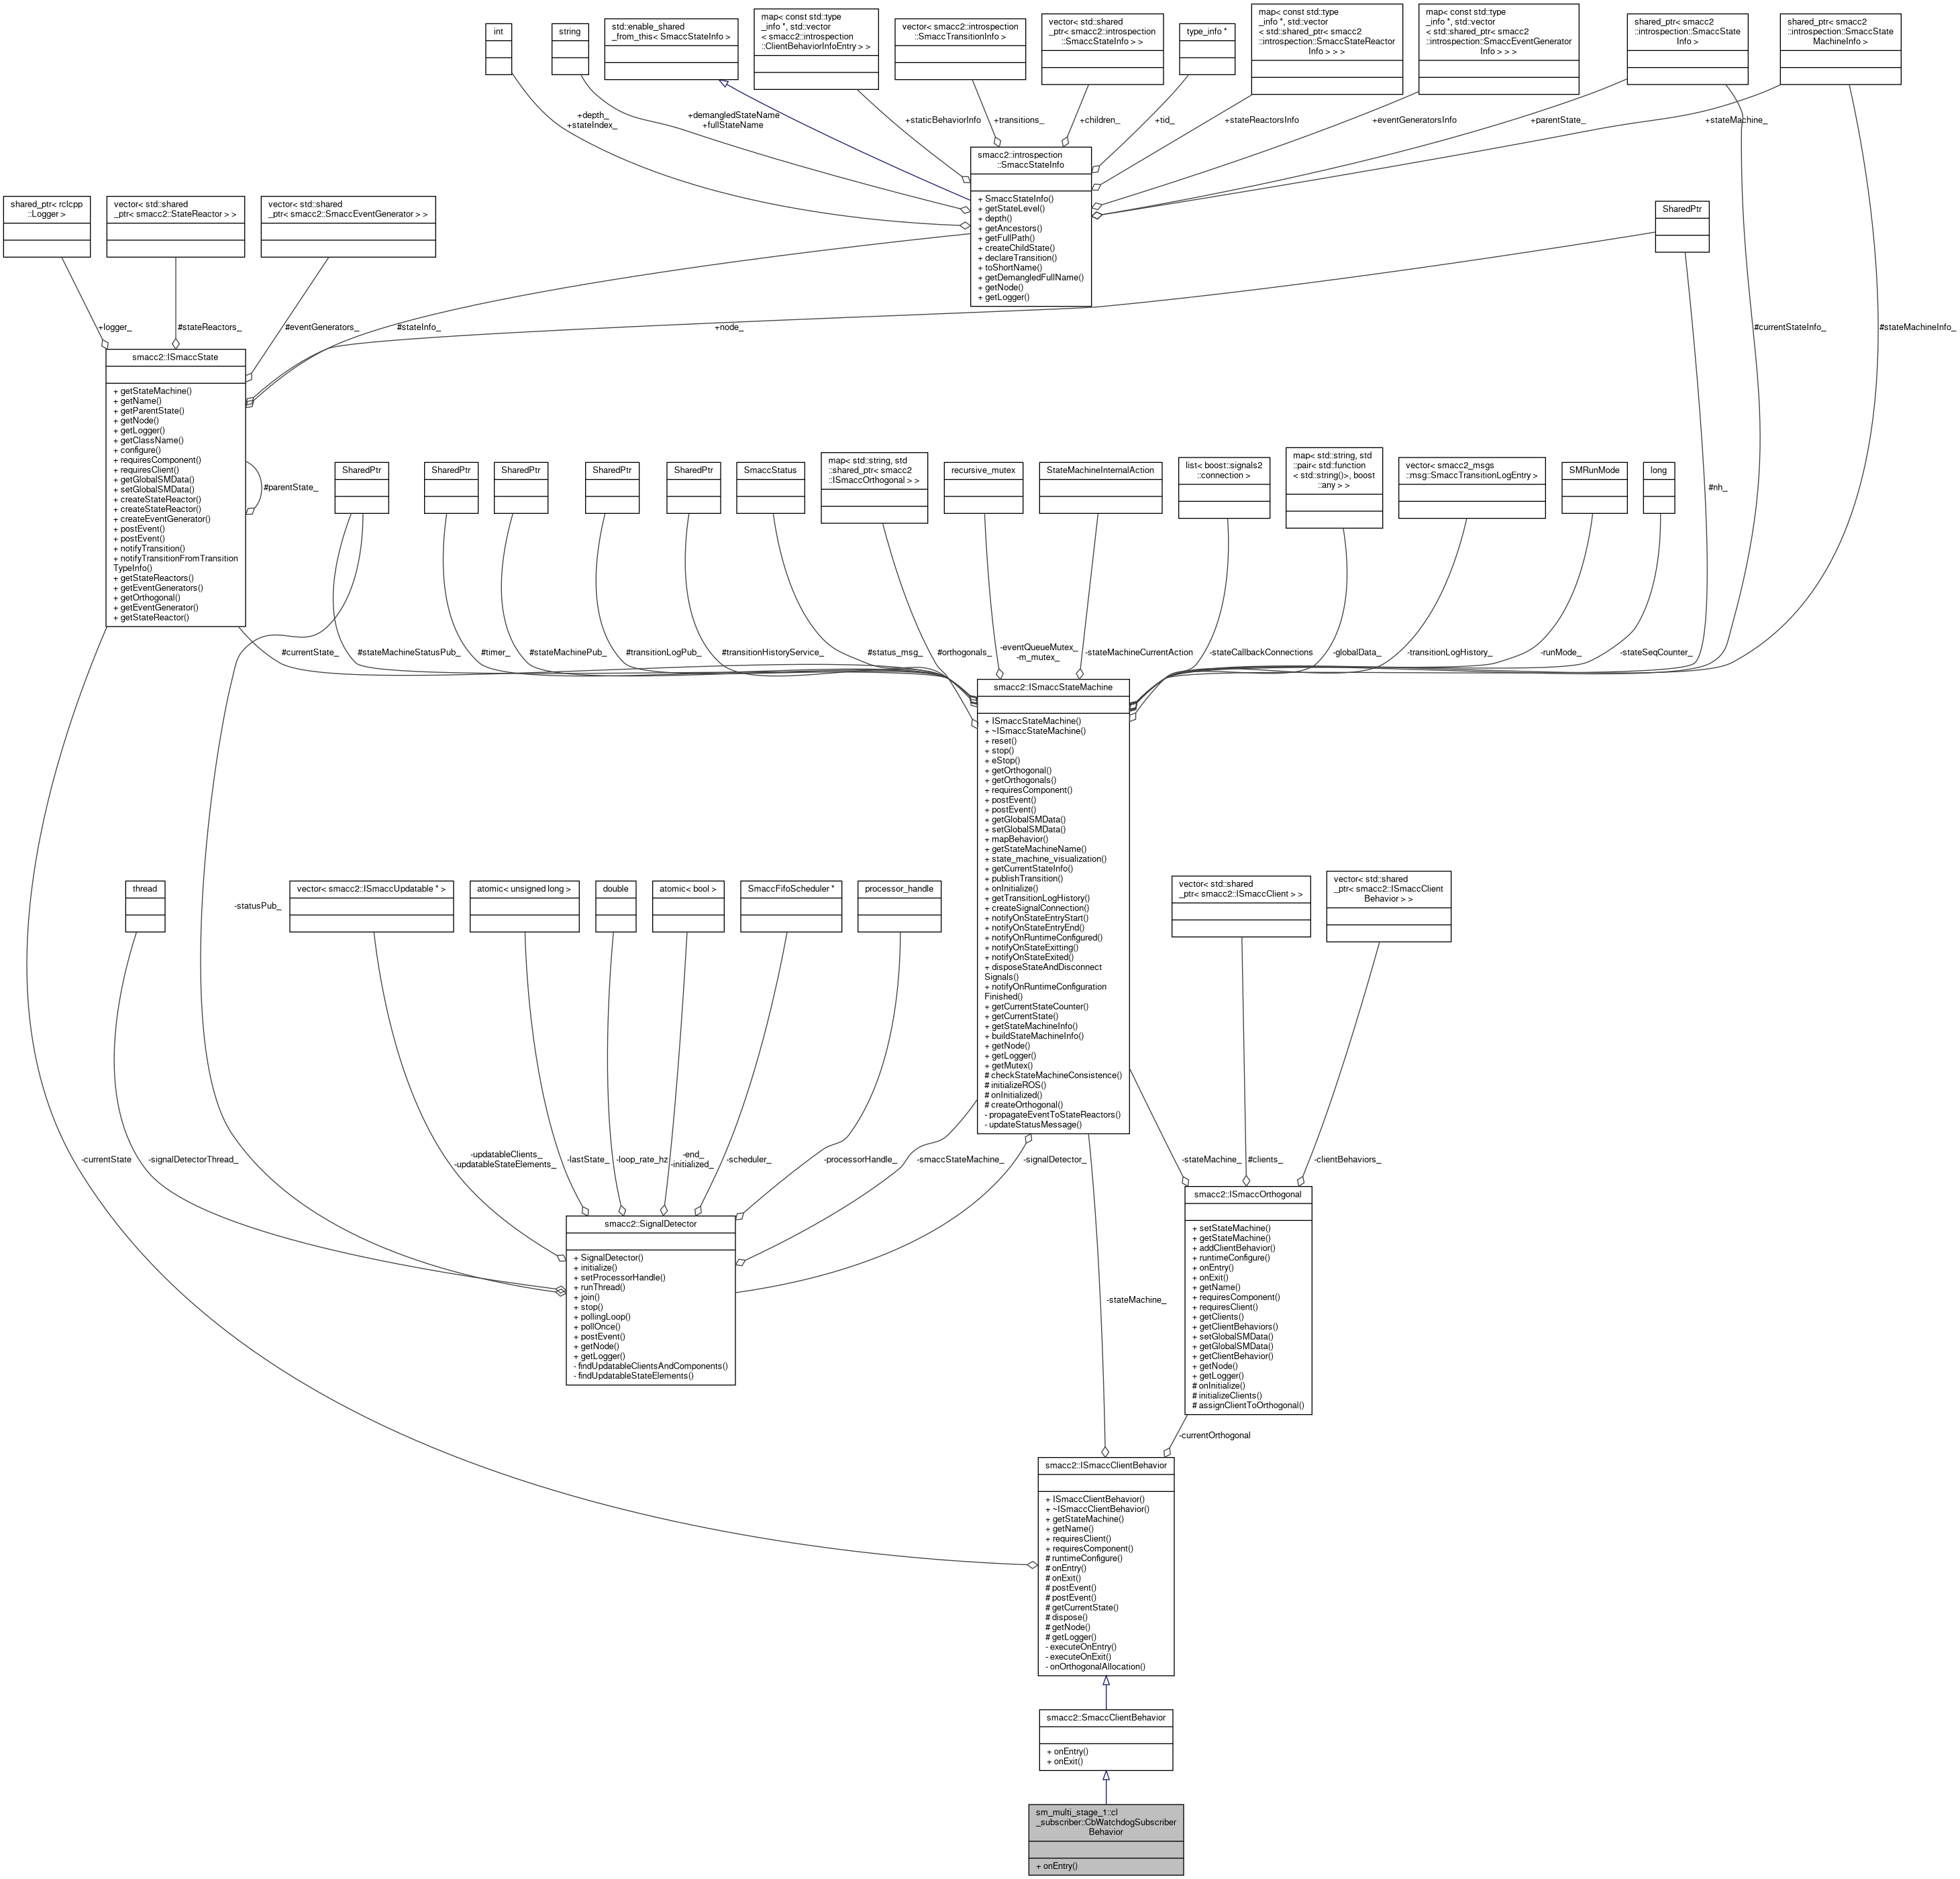 int
string
std::enable_shared
_from_this< SmaccStateInfo >
map< const std::type
_info *, std::vector
< smacc2::introspection
::ClientBehaviorInfoEntry > >
vector< smacc2::introspection
::SmaccTransitionInfo >
vector< std::shared
_ptr< smacc2::introspection
::SmaccStateInfo > >
type_info *
map< const std::type
_info *, std::vector
< std::shared_ptr< smacc2
::introspection::SmaccStateReactor
Info > > >
map< const std::type
_info *, std::vector
< std::shared_ptr< smacc2
::introspection::SmaccEventGenerator
Info > > >
shared_ptr< smacc2
::introspection::SmaccState
Info >
shared_ptr< smacc2
::introspection::SmaccState
MachineInfo >
+depth_
+stateIndex_
+demangledStateName
+fullStateName
+staticBehaviorInfo
+transitions_
+children_
+tid_
+stateReactorsInfo
+eventGeneratorsInfo
+parentState_
+stateMachine_
smacc2::introspection
::SmaccStateInfo
+ SmaccStateInfo()
+ getStateLevel()
+ depth()
+ getAncestors()
+ getFullPath()
+ createChildState()
+ declareTransition()
+ toShortName()
+ getDemangledFullName()
+ getNode()
+ getLogger()
shared_ptr< rclcpp
::Logger >
vector< std::shared
_ptr< smacc2::StateReactor > >
vector< std::shared
_ptr< smacc2::SmaccEventGenerator > >
SharedPtr
+logger_
#stateReactors_
#eventGenerators_
#stateInfo_
+node_
#currentStateInfo_
#stateMachineInfo_
smacc2::ISmaccState
+ getStateMachine()
+ getName()
+ getParentState()
+ getNode()
+ getLogger()
+ getClassName()
+ configure()
+ requiresComponent()
+ requiresClient()
+ getGlobalSMData()
+ setGlobalSMData()
+ createStateReactor()
+ createStateReactor()
+ createEventGenerator()
+ postEvent()
+ postEvent()
+ notifyTransition()
+ notifyTransitionFromTransition
TypeInfo()
+ getStateReactors()
+ getEventGenerators()
+ getOrthogonal()
+ getEventGenerator()
+ getStateReactor()
#parentState_
SharedPtr
SharedPtr
SharedPtr
SharedPtr
SharedPtr
SmaccStatus
map< std::string, std
::shared_ptr< smacc2
::ISmaccOrthogonal > >
recursive_mutex
StateMachineInternalAction
list< boost::signals2
::connection >
map< std::string, std
::pair< std::function
< std::string()>, boost
::any > >
vector< smacc2_msgs
::msg::SmaccTransitionLogEntry >
SMRunMode
long
#nh_
#currentState_
#stateMachineStatusPub_
#timer_
#stateMachinePub_
#transitionLogPub_
#transitionHistoryService_
#status_msg_
#orthogonals_
-eventQueueMutex_
-m_mutex_
-stateMachineCurrentAction
-stateCallbackConnections
-globalData_
-transitionLogHistory_
-runMode_
-stateSeqCounter_
smacc2::ISmaccStateMachine
+ ISmaccStateMachine()
+ ~ISmaccStateMachine()
+ reset()
+ stop()
+ eStop()
+ getOrthogonal()
+ getOrthogonals()
+ requiresComponent()
+ postEvent()
+ postEvent()
+ getGlobalSMData()
+ setGlobalSMData()
+ mapBehavior()
+ getStateMachineName()
+ state_machine_visualization()
+ getCurrentStateInfo()
+ publishTransition()
+ onInitialize()
+ getTransitionLogHistory()
+ createSignalConnection()
+ notifyOnStateEntryStart()
+ notifyOnStateEntryEnd()
+ notifyOnRuntimeConfigured()
+ notifyOnStateExitting()
+ notifyOnStateExited()
+ disposeStateAndDisconnect
Signals()
+ notifyOnRuntimeConfiguration
Finished()
+ getCurrentStateCounter()
+ getCurrentState()
+ getStateMachineInfo()
+ buildStateMachineInfo()
+ getNode()
+ getLogger()
+ getMutex()
# checkStateMachineConsistence()
# initializeROS()
# onInitialized()
# createOrthogonal()
- propagateEventToStateReactors()
- updateStatusMessage()
thread
-statusPub_
vector< smacc2::ISmaccUpdatable * >
atomic< unsigned long >
double
atomic< bool >
SmaccFifoScheduler *
processor_handle
vector< std::shared
_ptr< smacc2::ISmaccClient > >
vector< std::shared
_ptr< smacc2::ISmaccClient
Behavior > >
-currentState
-signalDetectorThread_
-updatableClients_
-updatableStateElements_
-lastState_
-loop_rate_hz
-end_
-initialized_
-scheduler_
-processorHandle_
-smaccStateMachine_
-signalDetector_
-stateMachine_
#clients_
-clientBehaviors_
smacc2::SignalDetector
+ SignalDetector()
+ initialize()
+ setProcessorHandle()
+ runThread()
+ join()
+ stop()
+ pollingLoop()
+ pollOnce()
+ postEvent()
+ getNode()
+ getLogger()
- findUpdatableClientsAndComponents()
- findUpdatableStateElements()
smacc2::ISmaccOrthogonal
+ setStateMachine()
+ getStateMachine()
+ addClientBehavior()
+ runtimeConfigure()
+ onEntry()
+ onExit()
+ getName()
+ requiresComponent()
+ requiresClient()
+ getClients()
+ getClientBehaviors()
+ setGlobalSMData()
+ getGlobalSMData()
+ getClientBehavior()
+ getNode()
+ getLogger()
# onInitialize()
# initializeClients()
# assignClientToOrthogonal()
-stateMachine_
-currentOrthogonal
smacc2::ISmaccClientBehavior
+ ISmaccClientBehavior()
+ ~ISmaccClientBehavior()
+ getStateMachine()
+ getName()
+ requiresClient()
+ requiresComponent()
# runtimeConfigure()
# onEntry()
# onExit()
# postEvent()
# postEvent()
# getCurrentState()
# dispose()
# getNode()
# getLogger()
- executeOnEntry()
- executeOnExit()
- onOrthogonalAllocation()
smacc2::SmaccClientBehavior
+ onEntry()
+ onExit()
sm_multi_stage_1::cl
_subscriber::CbWatchdogSubscriber
Behavior
+ onEntry()